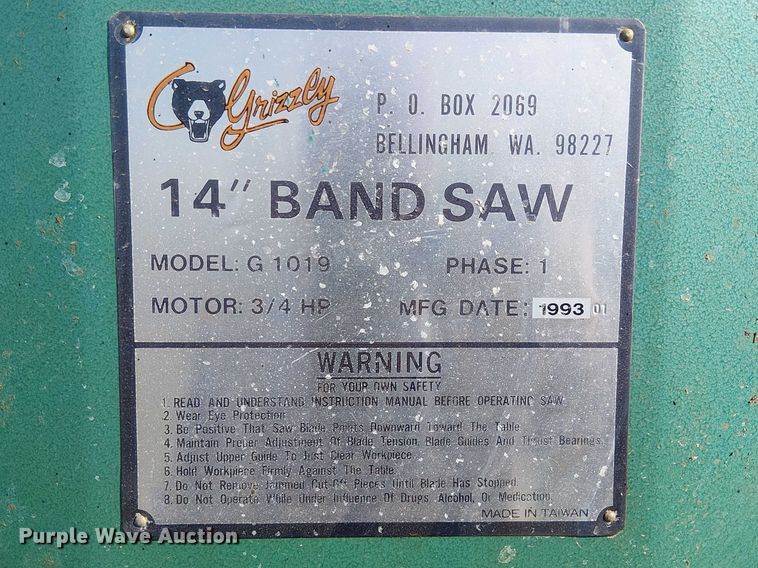 Grizzly
P. O. BOX 2069
BELLINGHAM, WA. 98227
14" BAND SAW
MODEL: G 1019 PHASE: 1
MOTOR: 3/4 HP MFG DATE: 1993 01
WARNING
FOR YOUR OWN SAFETY
1. READ AND UNDERSTAND INSTRUCTION MANUAL BEFORE OPERATING SAW
2. Wear Eye Protection.
3. Be Positive That Saw Blade Points Downward Toward The Table.
4. Maintain Proper Adjustment Of Blade Tension, Blade Guides And Thrust Bearings.
5. Adjust Upper Guide To Just Clear Workpiece.
6. Hold Workpiece Firmly Against The Table.
7. Do Not Remove Jammed Cut-Off Pieces Until Blade Has Stopped.
8. Do Not Operate While Under Influence Of Drugs, Alcohol, Or Medication.
MADE IN TAIWAN
Purple Wave Auction®